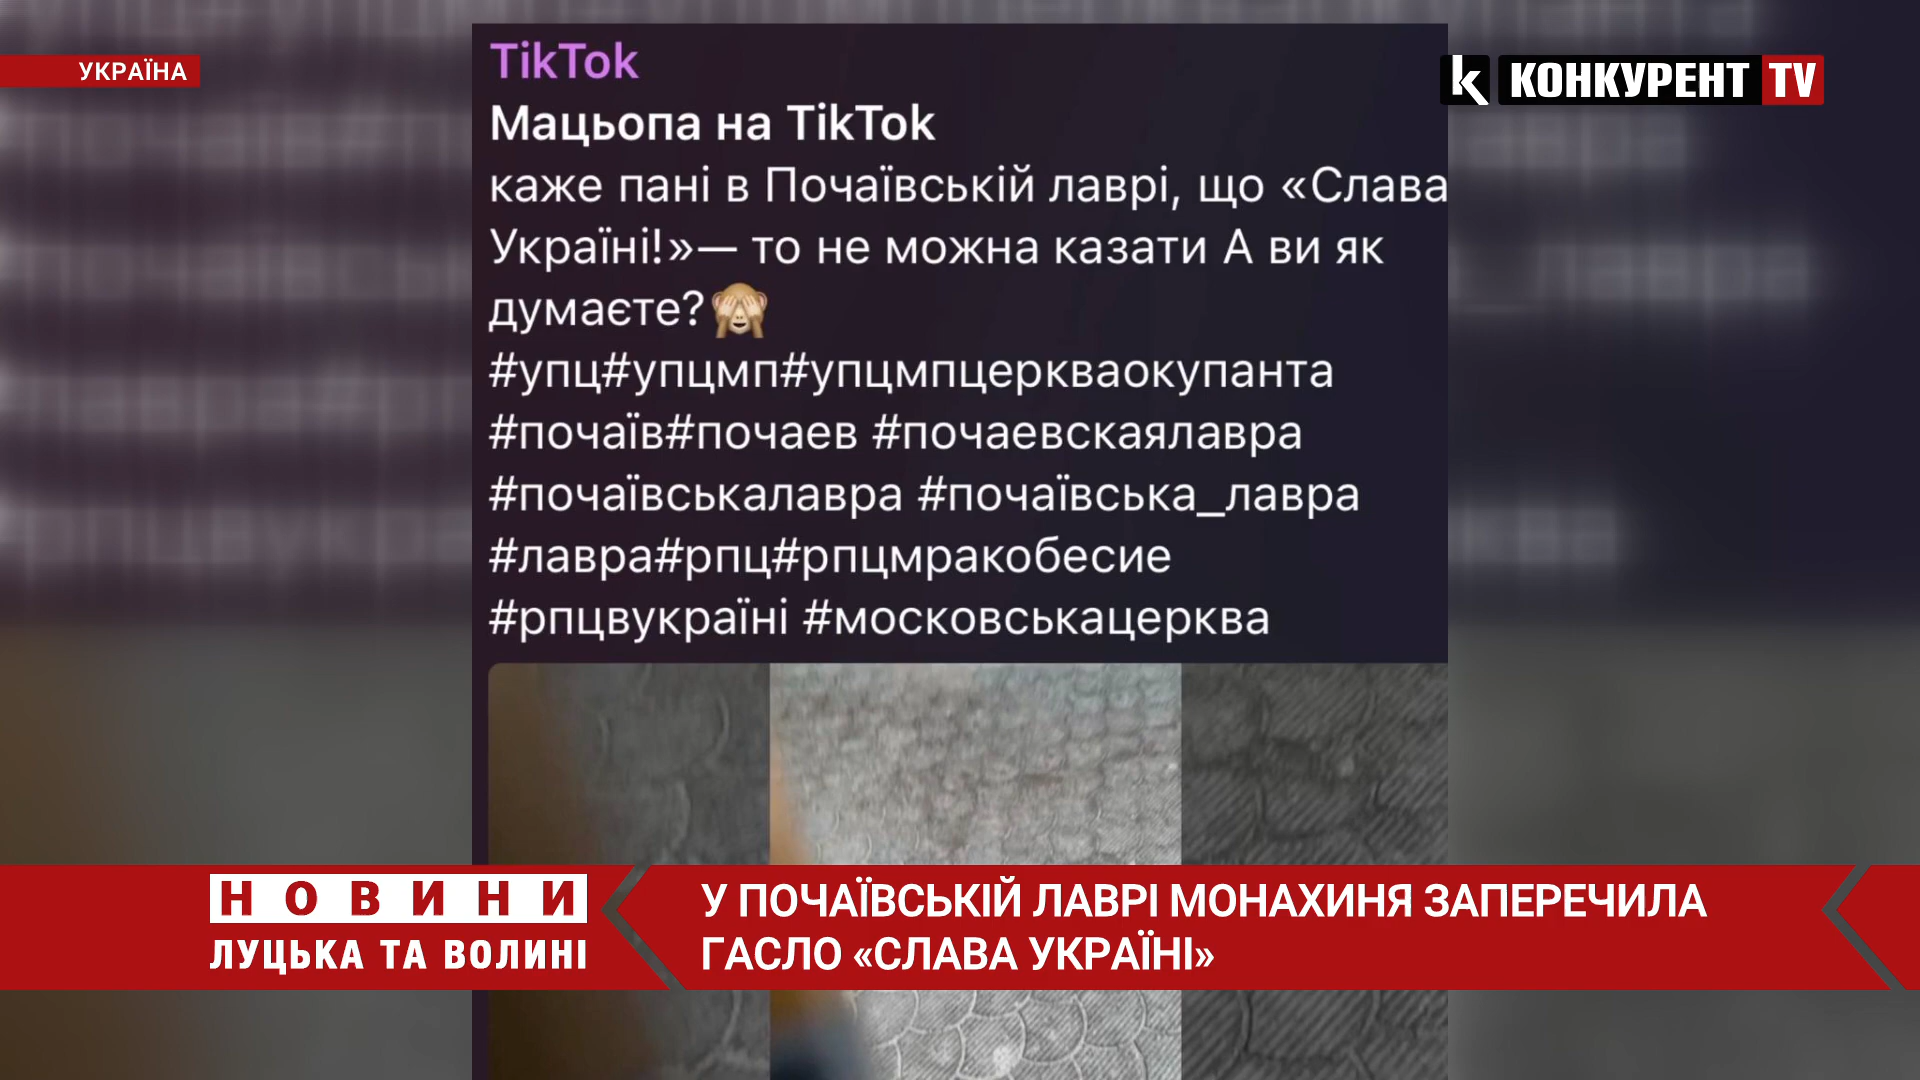 УКРАЇНА
КОНКУРЕНТ TV
TikTok
Мацьопа на TikTok
каже пані в Почаївській лаврі, що «Слава
Україні!»— то не можна казати А ви як
думаєте?🙈
#упц#упцмп#упцмпцеркваокупанта
#почаїв#почаев #почаевскаялавра
#почаївськалавра #почаївська_лавра
#лавра#рпц#рпцмракобесие
#рпцвукраїні #московськацерква
НОВИНИ
ЛУЦЬКА ТА ВОЛИНІ
У ПОЧАЇВСЬКІЙ ЛАВРІ МОНАХИНЯ ЗАПЕРЕЧИЛА
ГАСЛО «СЛАВА УКРАЇНІ»